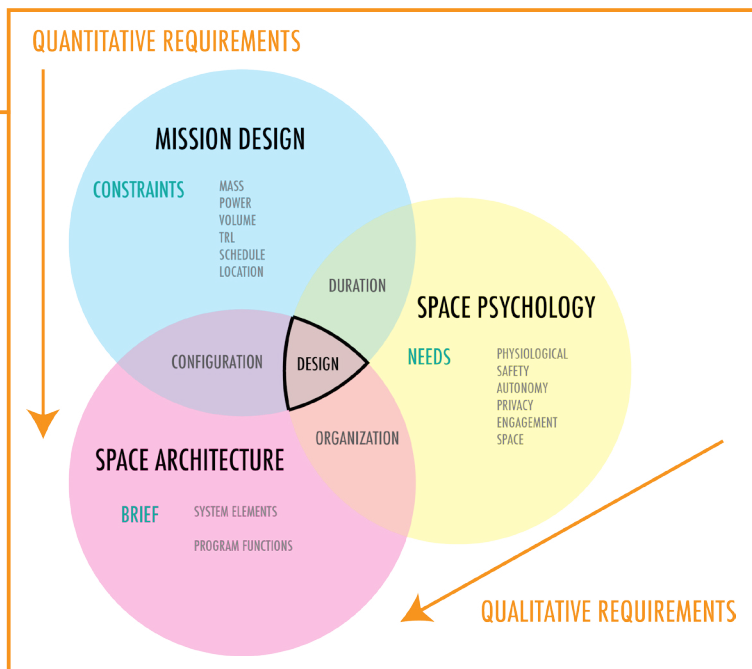 QUANTITATIVE REQUIREMENTS
MISSION DESIGN
CONSTRAINTS
MASS
POWER
VOLUME
TRL
SCHEDULE
LOCATION
DURATION
SPACE PSYCHOLOGY
NEEDS
PHYSIOLOGICAL
SAFETY
AUTONOMY
PRIVACY
ENGAGEMENT
SPACE
CONFIGURATION
DESIGN
ORGANIZATION
SPACE ARCHITECTURE
BRIEF
SYSTEM ELEMENTS
PROGRAM FUNCTIONS
QUALITATIVE REQUIREMENTS